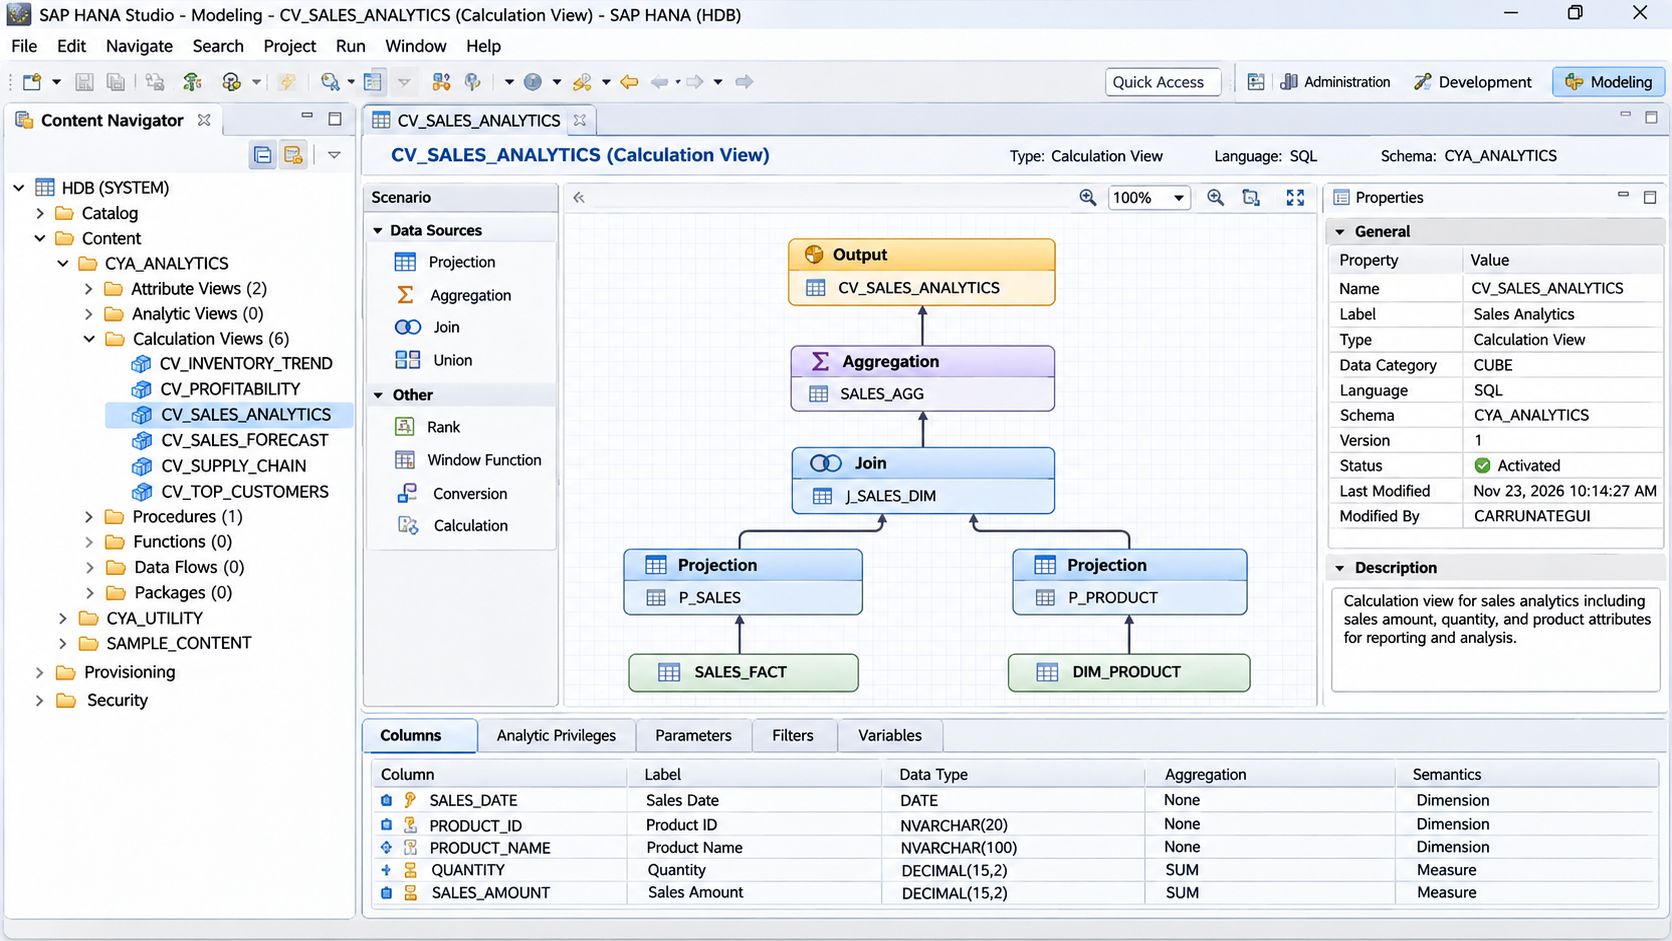 SAP HANA Studio - Modeling - CV_SALES_ANALYTICS (Calculation View) - SAP HANA (HDB)
File Edit Navigate Search Project Run Window Help
Quick Access Administration Development Modeling
Content Navigator
HDB (SYSTEM)
Catalog
Content
CYA_ANALYTICS
Attribute Views (2)
Analytic Views (0)
Calculation Views (6)
CV_INVENTORY_TREND
CV_PROFITABILITY
CV_SALES_ANALYTICS
CV_SALES_FORECAST
CV_SUPPLY_CHAIN
CV_TOP_CUSTOMERS
Procedures (1)
Functions (0)
Data Flows (0)
Packages (0)
CYA_UTILITY
SAMPLE_CONTENT
Provisioning
Security
CV_SALES_ANALYTICS
CV_SALES_ANALYTICS (Calculation View) Type: Calculation View Language: SQL Schema: CYA_ANALYTICS
Scenario
Data Sources
Projection
Aggregation
Join
Union
Other
Rank
Window Function
Conversion
Calculation
100%
Output
CV_SALES_ANALYTICS
Aggregation
SALES_AGG
Join
J_SALES_DIM
Projection
P_SALES
Projection
P_PRODUCT
SALES_FACT
DIM_PRODUCT
Properties
General
Property Value
Name CV_SALES_ANALYTICS
Label Sales Analytics
Type Calculation View
Data Category CUBE
Language SQL
Schema CYA_ANALYTICS
Version 1
Status Activated
Last Modified Nov 23, 2026 10:14:27 AM
Modified By CARRUNATEGUI
Description
Calculation view for sales analytics including
sales amount, quantity, and product attributes
for reporting and analysis.
Columns Analytic Privileges Parameters Filters Variables
Column Label Data Type Aggregation Semantics
SALES_DATE Sales Date DATE None Dimension
PRODUCT_ID Product ID NVARCHAR(20) None Dimension
PRODUCT_NAME Product Name NVARCHAR(100) None Dimension
QUANTITY Quantity DECIMAL(15,2) SUM Measure
SALES_AMOUNT Sales Amount DECIMAL(15,2) SUM Measure